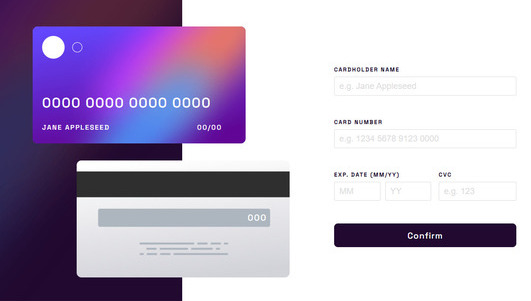 0000 0000 0000 0000
JANE APPLESEED 00/00
000
CARDHOLDER NAME
e.g. Jane Appleseed
CARD NUMBER
e.g. 1234 5678 9123 0000
EXP. DATE (MM/YY) CVC
MM YY e.g. 123
Confirm